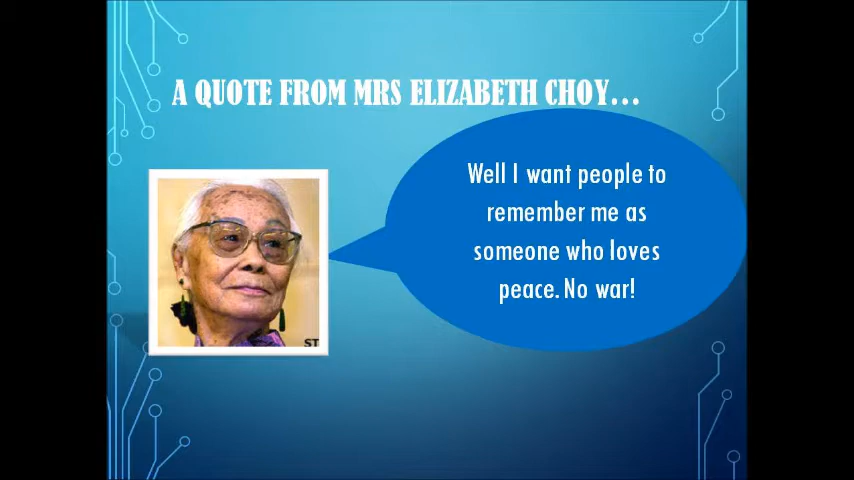 A QUOTE FROM MRS ELIZABETH CHOY...
Well I want people to
remember me as
someone who loves
peace. No war!
ST